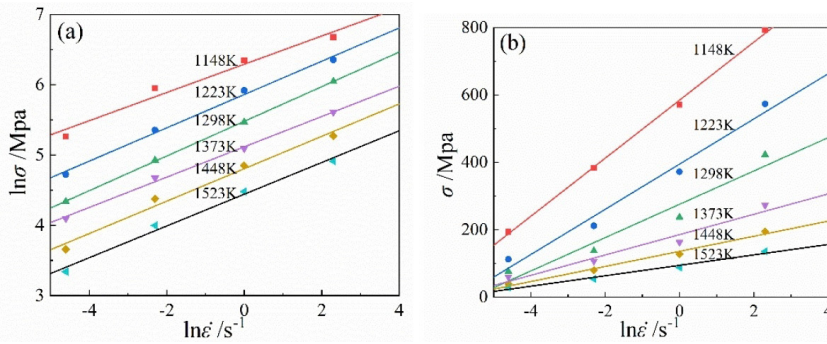 (a)
lnσ /Mpa
7
6
5
4
3
1148K
1223K
1298K
1373K
1448K
1523K
-4
-2
0
2
4
lnε̇ /s⁻¹
(b)
σ /Mpa
800
600
400
200
0
1148K
1223K
1298K
1373K
1448K
1523K
-4
-2
0
2
4
lnε̇ /s⁻¹